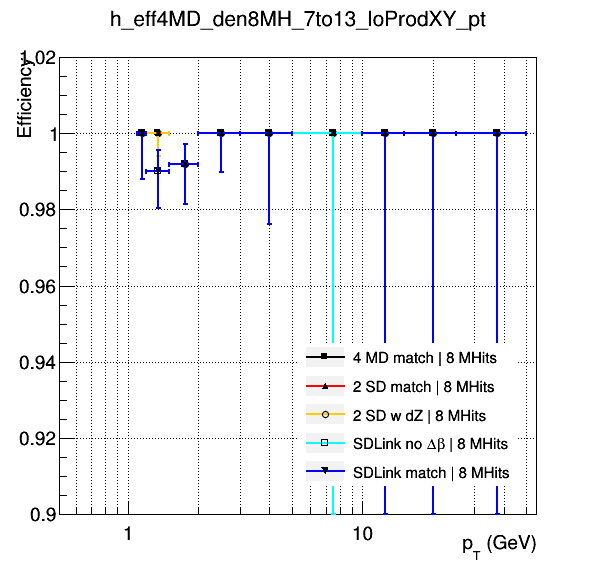 h_eff4MD_den8MH_7to13_loProdXY_pt
Efficiency
1.02
1
0.98
0.96
0.94
0.92
0.9
4 MD match | 8 MHits
2 SD match | 8 MHits
2 SD w dZ | 8 MHits
SDLink no Δβ | 8 MHits
SDLink match | 8 MHits
1
10
p_T (GeV)